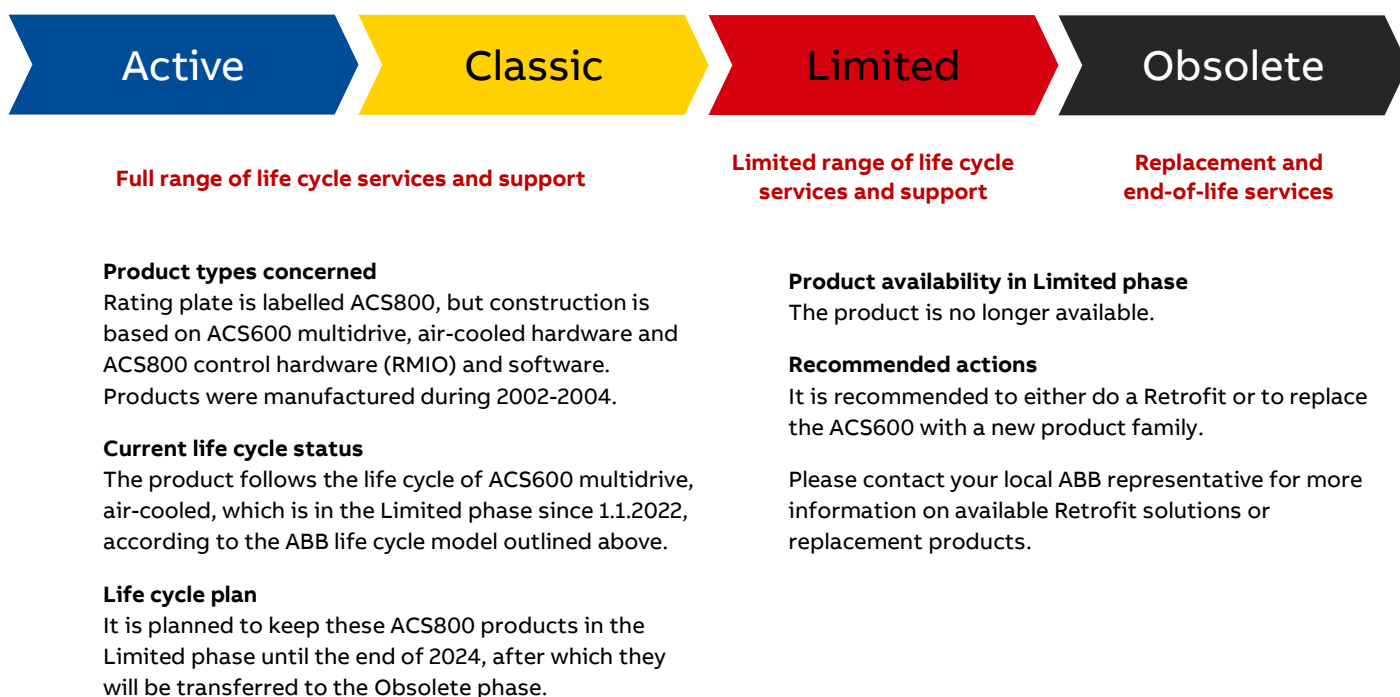 Active
Classic
Limited
Obsolete
Full range of life cycle services and support
Limited range of life cycle
services and support
Replacement and
end-of-life services
Product types concerned
Rating plate is labelled ACS800, but construction is
based on ACS600 multidrive, air-cooled hardware and
ACS800 control hardware (RMIO) and software.
Products were manufactured during 2002-2004.
Current life cycle status
The product follows the life cycle of ACS600 multidrive,
air-cooled, which is in the Limited phase since 1.1.2022,
according to the ABB life cycle model outlined above.
Life cycle plan
It is planned to keep these ACS800 products in the
Limited phase until the end of 2024, after which they
will be transferred to the Obsolete phase.
Product availability in Limited phase
The product is no longer available.
Recommended actions
It is recommended to either do a Retrofit or to replace
the ACS600 with a new product family.
Please contact your local ABB representative for more
information on available Retrofit solutions or
replacement products.